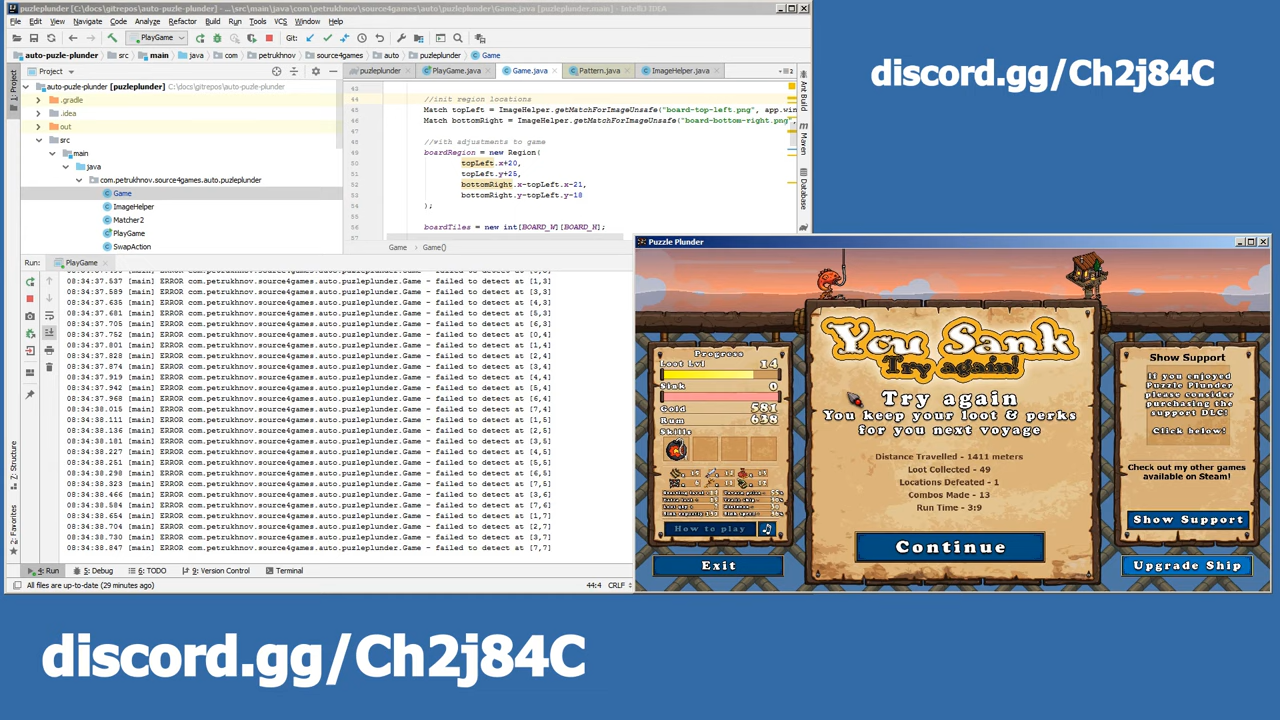 puzleplunder [C:\docs\gitrepos\auto-puzle-plunder] - ...\src\main\java\com\petrukhnov\source4games\auto\puzleplunder\Game.java [puzleplunder.main] - IntelliJ IDEA
File Edit View Navigate Code Analyze Refactor Build Run Tools VCS Window Help
PlayGame Git:
auto-puzle-plunder src main java com petrukhnov source4games auto puzleplunder Game
Project puzleplunder PlayGame.java Game.java Pattern.java ImageHelper.java
1: Project
Ant Build
Maven
Database
auto-puzle-plunder [puzzleplunder] C:\docs\gitrepos\auto-puzle-plunder
.gradle
.idea
out
src
main
java
com.petrukhnov.source4games.auto.puzleplunder
Game
ImageHelper
Matcher2
PlayGame
SwapAction
43
44 //init region locations
45 Match topLeft = ImageHelper.getMatchForImageUnsafe("board-top-left.png", app.win
46 Match bottomRight = ImageHelper.getMatchForImageUnsafe("board-bottom-right.png"
47
48 //with adjustments to game
49 boardRegion = new Region(
50 topLeft.x+20,
51 topLeft.y+25,
52 bottomRight.x-topLeft.x-21,
53 bottomRight.y-topLeft.y-18
54 );
55
56 boardTiles = new int[BOARD_W][BOARD_H];
Game Game()
Run: PlayGame
08:34:37.537 [main] ERROR com.petrukhnov.source4games.auto.puzleplunder.Game - failed to detect at [1,3]
08:34:37.583 [main] ERROR com.petrukhnov.source4games.auto.puzleplunder.Game - failed to detect at [3,3]
08:34:37.635 [main] ERROR com.petrukhnov.source4games.auto.puzleplunder.Game - failed to detect at [4,3]
08:34:37.681 [main] ERROR com.petrukhnov.source4games.auto.puzleplunder.Game - failed to detect at [5,3]
08:34:37.705 [main] ERROR com.petrukhnov.source4games.auto.puzleplunder.Game - failed to detect at [6,3]
08:34:37.752 [main] ERROR com.petrukhnov.source4games.auto.puzleplunder.Game - failed to detect at [0,4]
08:34:37.801 [main] ERROR com.petrukhnov.source4games.auto.puzleplunder.Game - failed to detect at [1,4]
08:34:37.828 [main] ERROR com.petrukhnov.source4games.auto.puzleplunder.Game - failed to detect at [2,4]
08:34:37.874 [main] ERROR com.petrukhnov.source4games.auto.puzleplunder.Game - failed to detect at [3,4]
08:34:37.919 [main] ERROR com.petrukhnov.source4games.auto.puzleplunder.Game - failed to detect at [4,4]
08:34:37.942 [main] ERROR com.petrukhnov.source4games.auto.puzleplunder.Game - failed to detect at [5,4]
08:34:37.968 [main] ERROR com.petrukhnov.source4games.auto.puzleplunder.Game - failed to detect at [6,4]
08:34:38.015 [main] ERROR com.petrukhnov.source4games.auto.puzleplunder.Game - failed to detect at [7,4]
08:34:38.111 [main] ERROR com.petrukhnov.source4games.auto.puzleplunder.Game - failed to detect at [1,5]
08:34:38.136 [main] ERROR com.petrukhnov.source4games.auto.puzleplunder.Game - failed to detect at [2,5]
08:34:38.181 [main] ERROR com.petrukhnov.source4games.auto.puzleplunder.Game - failed to detect at [3,5]
08:34:38.227 [main] ERROR com.petrukhnov.source4games.auto.puzleplunder.Game - failed to detect at [4,5]
08:34:38.251 [main] ERROR com.petrukhnov.source4games.auto.puzleplunder.Game - failed to detect at [5,5]
08:34:38.298 [main] ERROR com.petrukhnov.source4games.auto.puzleplunder.Game - failed to detect at [6,5]
08:34:38.323 [main] ERROR com.petrukhnov.source4games.auto.puzleplunder.Game - failed to detect at [7,5]
08:34:38.466 [main] ERROR com.petrukhnov.source4games.auto.puzleplunder.Game - failed to detect at [3,6]
08:34:38.584 [main] ERROR com.petrukhnov.source4games.auto.puzleplunder.Game - failed to detect at [7,6]
08:34:38.654 [main] ERROR com.petrukhnov.source4games.auto.puzleplunder.Game - failed to detect at [1,7]
08:34:38.704 [main] ERROR com.petrukhnov.source4games.auto.puzleplunder.Game - failed to detect at [2,7]
08:34:38.730 [main] ERROR com.petrukhnov.source4games.auto.puzleplunder.Game - failed to detect at [3,7]
08:34:38.847 [main] ERROR com.petrukhnov.source4games.auto.puzleplunder.Game - failed to detect at [7,7]
7: Structure
2: Favorites
4: Run 5: Debug 6: TODO 9: Version Control Terminal
All files are up-to-date (29 minutes ago) 44:4 CRLF
Puzzle Plunder
Progress
Loot Lvl 14
Sink 0
Gold 581
Rum 638
Skills
How to play
Exit
You Sank
Try again!
Try again
You keep your loot & perks
for you next voyage
Distance Travelled - 1411 meters
Loot Collected - 49
Locations Defeated - 1
Combos Made - 13
Run Time - 3:9
Continue
Show Support
If you enjoyed
Puzzle Plunder
please consider
purchasing the
support DLC!
Click below!
Check out my other games
available on Steam!
Show Support
Upgrade Ship
discord.gg/Ch2j84C
discord.gg/Ch2j84C